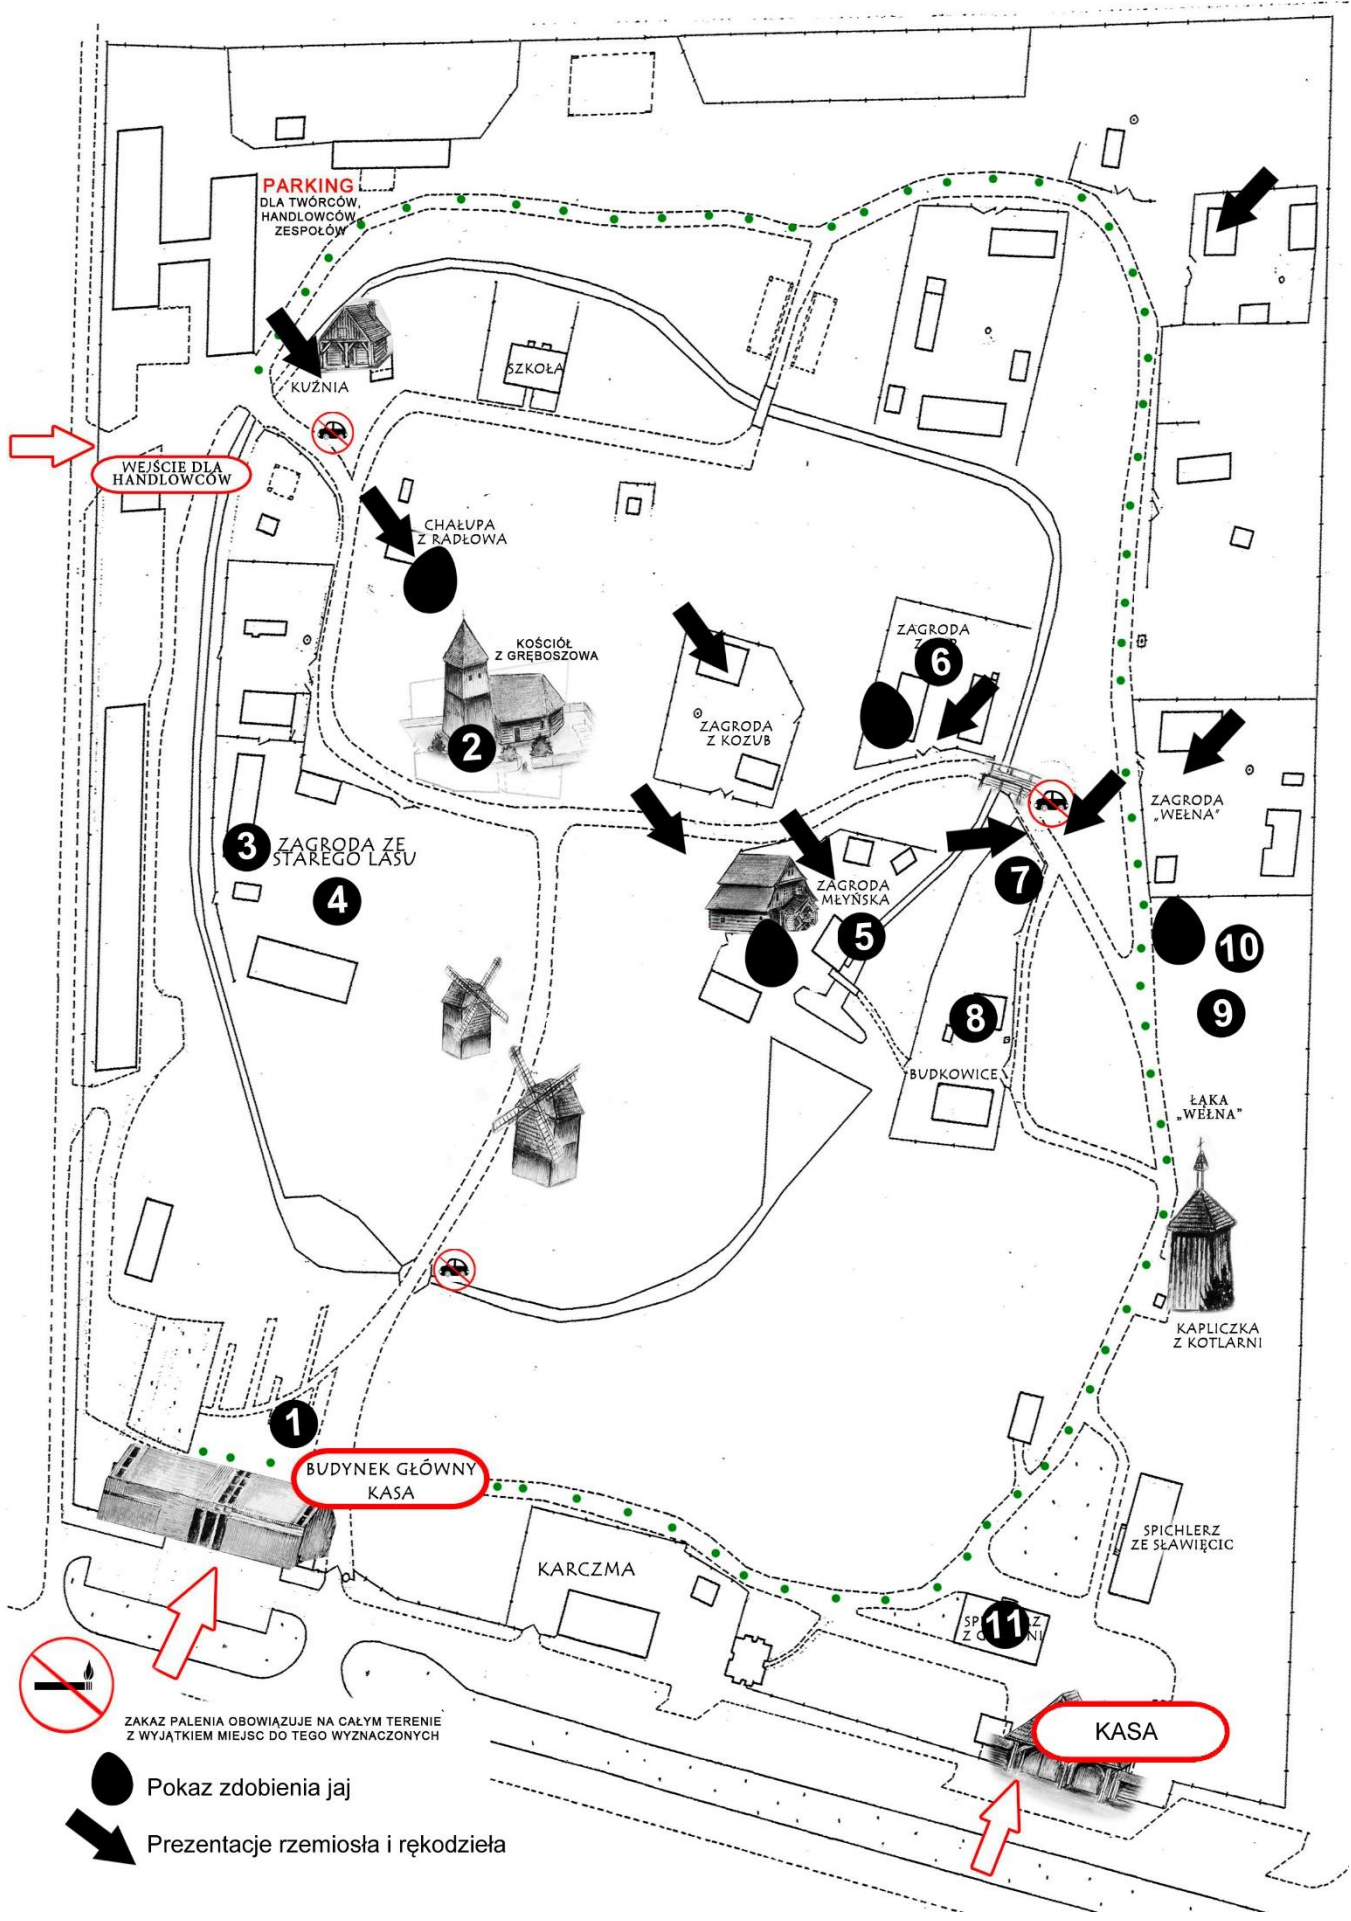 PARKING
DLA TWÓRCÓW,
HANDLOWCÓW,
ZESPOŁÓW
KUŹNIA
SZKOŁA
WEJŚCIE DLA
HANDLOWCÓW
CHAŁUPA
Z RADŁOWA
KOŚCIÓŁ
Z GRĘBOSZOWA
ZAGRODA
6
ZAGRODA
Z KOZUB
2
ZAGRODA
„WEŁNA”
3
ZAGRODA ZE
STAREGO LASU
4
ZAGRODA
MŁYŃSKA
5
7
10
9
8
BUDKOWICE
ŁĄKA
„WEŁNA”
KAPLICZKA
Z KOTLARNI
1
BUDYNEK GŁÓWNY
KASA
KARCZMA
SPICHLERZ
ZE SŁAWIĘCIC
11
KASA
ZAKAZ PALENIA OBOWIĄZUJE NA CAŁYM TERENIE
Z WYJĄTKIEM MIEJSC DO TEGO WYZNACZONYCH
Pokaz zdobienia jaj
Prezentacje rzemiosła i rękodzieła